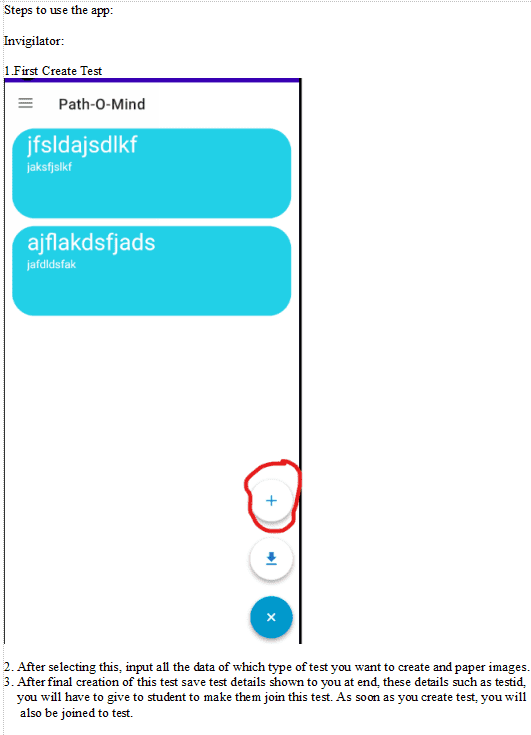 Steps to use the app:
Invigilator:
1.First Create Test
Path-O-Mind
jfsldajsdlkf
jaksfjslkf
ajflakdsfjads
jafdldsfak
2. After selecting this, input all the data of which type of test you want to create and paper images.
3. After final creation of this test save test details shown to you at end, these details such as testid,
you will have to give to student to make them join this test. As soon as you create test, you will
also be joined to test.